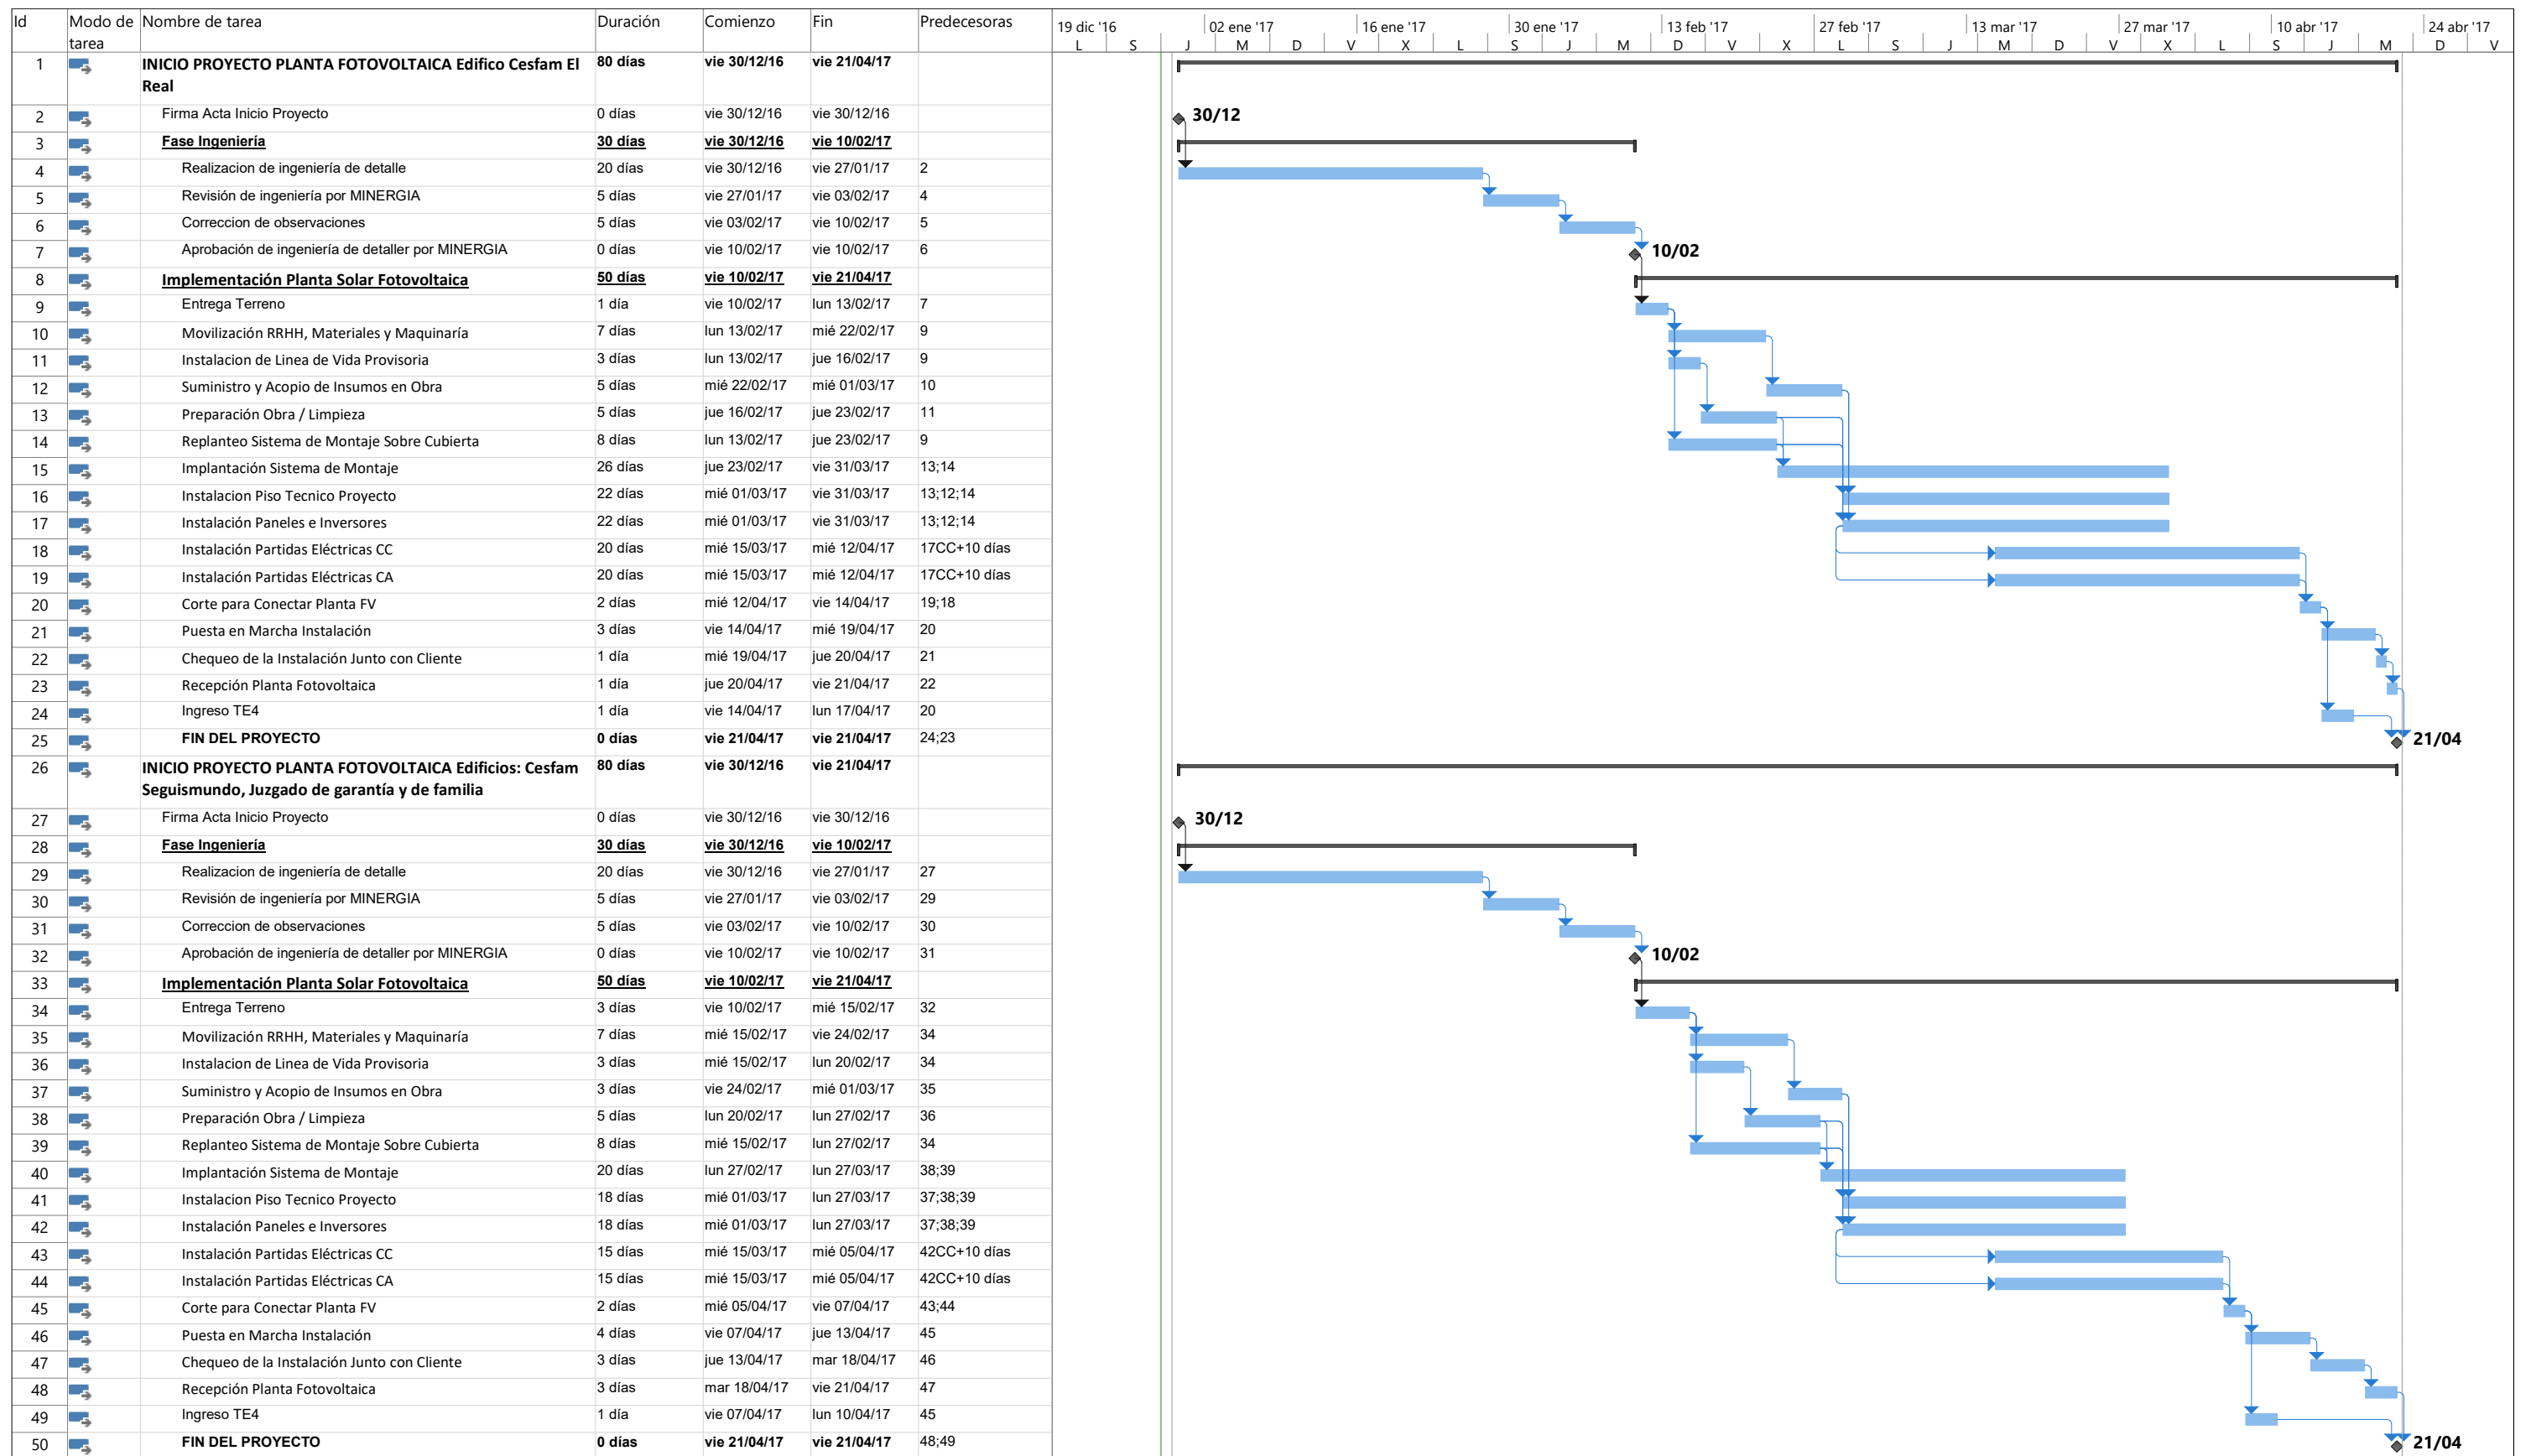 Id Modo de tarea Nombre de tarea Duración Comienzo Fin Predecesoras
19 dic '16 02 ene '17 16 ene '17 30 ene '17 13 feb '17 27 feb '17 13 mar '17 27 mar '17 10 abr '17 24 abr '17
L S J M D V X L S J M D V X L S J M D V X L S J M D V
1 INICIO PROYECTO PLANTA FOTOVOLTAICA Edifico Cesfam El Real 80 días vie 30/12/16 vie 21/04/17
2 Firma Acta Inicio Proyecto 0 días vie 30/12/16 vie 30/12/16 30/12
3 Fase Ingeniería 30 días vie 30/12/16 vie 10/02/17
4 Realizacion de ingeniería de detalle 20 días vie 30/12/16 vie 27/01/17 2
5 Revisión de ingeniería por MINERGIA 5 días vie 27/01/17 vie 03/02/17 4
6 Correccion de observaciones 5 días vie 03/02/17 vie 10/02/17 5
7 Aprobación de ingeniería de detaller por MINERGIA 0 días vie 10/02/17 vie 10/02/17 6 10/02
8 Implementación Planta Solar Fotovoltaica 50 días vie 10/02/17 vie 21/04/17
9 Entrega Terreno 1 día vie 10/02/17 lun 13/02/17 7
10 Movilización RRHH, Materiales y Maquinaría 7 días lun 13/02/17 mié 22/02/17 9
11 Instalacion de Linea de Vida Provisoria 3 días lun 13/02/17 jue 16/02/17 9
12 Suministro y Acopio de Insumos en Obra 5 días mié 22/02/17 mié 01/03/17 10
13 Preparación Obra / Limpieza 5 días jue 16/02/17 jue 23/02/17 11
14 Replanteo Sistema de Montaje Sobre Cubierta 8 días lun 13/02/17 jue 23/02/17 9
15 Implantación Sistema de Montaje 26 días jue 23/02/17 vie 31/03/17 13;14
16 Instalacion Piso Tecnico Proyecto 22 días mié 01/03/17 vie 31/03/17 13;12;14
17 Instalación Paneles e Inversores 22 días mié 01/03/17 vie 31/03/17 13;12;14
18 Instalación Partidas Eléctricas CC 20 días mié 15/03/17 mié 12/04/17 17CC+10 días
19 Instalación Partidas Eléctricas CA 20 días mié 15/03/17 mié 12/04/17 17CC+10 días
20 Corte para Conectar Planta FV 2 días mié 12/04/17 vie 14/04/17 19;18
21 Puesta en Marcha Instalación 3 días vie 14/04/17 mié 19/04/17 20
22 Chequeo de la Instalación Junto con Cliente 1 día mié 19/04/17 jue 20/04/17 21
23 Recepción Planta Fotovoltaica 1 día jue 20/04/17 vie 21/04/17 22
24 Ingreso TE4 1 día vie 14/04/17 lun 17/04/17 20
25 FIN DEL PROYECTO 0 días vie 21/04/17 vie 21/04/17 24;23 21/04
26 INICIO PROYECTO PLANTA FOTOVOLTAICA Edificios: Cesfam Seguismundo, Juzgado de garantía y de familia 80 días vie 30/12/16 vie 21/04/17
27 Firma Acta Inicio Proyecto 0 días vie 30/12/16 vie 30/12/16 30/12
28 Fase Ingeniería 30 días vie 30/12/16 vie 10/02/17
29 Realizacion de ingeniería de detalle 20 días vie 30/12/16 vie 27/01/17 27
30 Revisión de ingeniería por MINERGIA 5 días vie 27/01/17 vie 03/02/17 29
31 Correccion de observaciones 5 días vie 03/02/17 vie 10/02/17 30
32 Aprobación de ingeniería de detaller por MINERGIA 0 días vie 10/02/17 vie 10/02/17 31 10/02
33 Implementación Planta Solar Fotovoltaica 50 días vie 10/02/17 vie 21/04/17
34 Entrega Terreno 3 días vie 10/02/17 mié 15/02/17 32
35 Movilización RRHH, Materiales y Maquinaría 7 días mié 15/02/17 vie 24/02/17 34
36 Instalacion de Linea de Vida Provisoria 3 días mié 15/02/17 lun 20/02/17 34
37 Suministro y Acopio de Insumos en Obra 3 días vie 24/02/17 mié 01/03/17 35
38 Preparación Obra / Limpieza 5 días lun 20/02/17 lun 27/02/17 36
39 Replanteo Sistema de Montaje Sobre Cubierta 8 días mié 15/02/17 lun 27/02/17 34
40 Implantación Sistema de Montaje 20 días lun 27/02/17 lun 27/03/17 38;39
41 Instalacion Piso Tecnico Proyecto 18 días mié 01/03/17 lun 27/03/17 37;38;39
42 Instalación Paneles e Inversores 18 días mié 01/03/17 lun 27/03/17 37;38;39
43 Instalación Partidas Eléctricas CC 15 días mié 15/03/17 mié 05/04/17 42CC+10 días
44 Instalación Partidas Eléctricas CA 15 días mié 15/03/17 mié 05/04/17 42CC+10 días
45 Corte para Conectar Planta FV 2 días mié 05/04/17 vie 07/04/17 43;44
46 Puesta en Marcha Instalación 4 días vie 07/04/17 jue 13/04/17 45
47 Chequeo de la Instalación Junto con Cliente 3 días jue 13/04/17 mar 18/04/17 46
48 Recepción Planta Fotovoltaica 3 días mar 18/04/17 vie 21/04/17 47
49 Ingreso TE4 1 día vie 07/04/17 lun 10/04/17 45
50 FIN DEL PROYECTO 0 días vie 21/04/17 vie 21/04/17 48;49 21/04